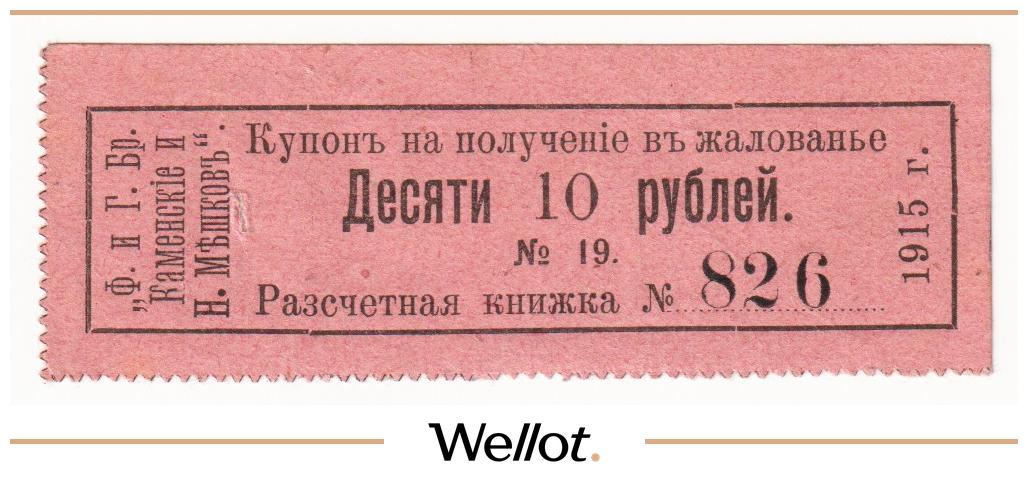 „Ф. и Г. Бр.
Каменскіе И
Н. Мѣшковъ“.
Купонъ на полученіе въ жалованье
Десяти 10 рублей.
№ 19.
Разсчетная книжка № 826
1915 г.
Wellot.